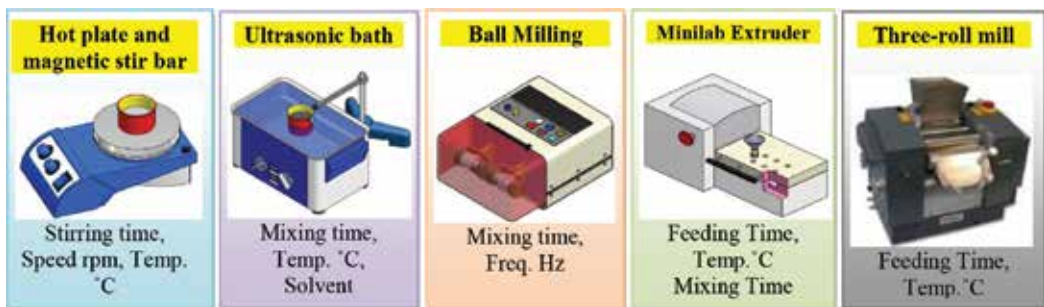 Hot plate and
magnetic stir bar
Stirring time,
Speed rpm, Temp.
˚C
Ultrasonic bath
Mixing time,
Temp. ˚C,
Solvent
Ball Milling
Mixing time,
Freq. Hz
Minilab Extruder
Feeding Time,
Temp.˚C
Mixing Time
Three-roll mill
Feeding Time,
Temp.˚C